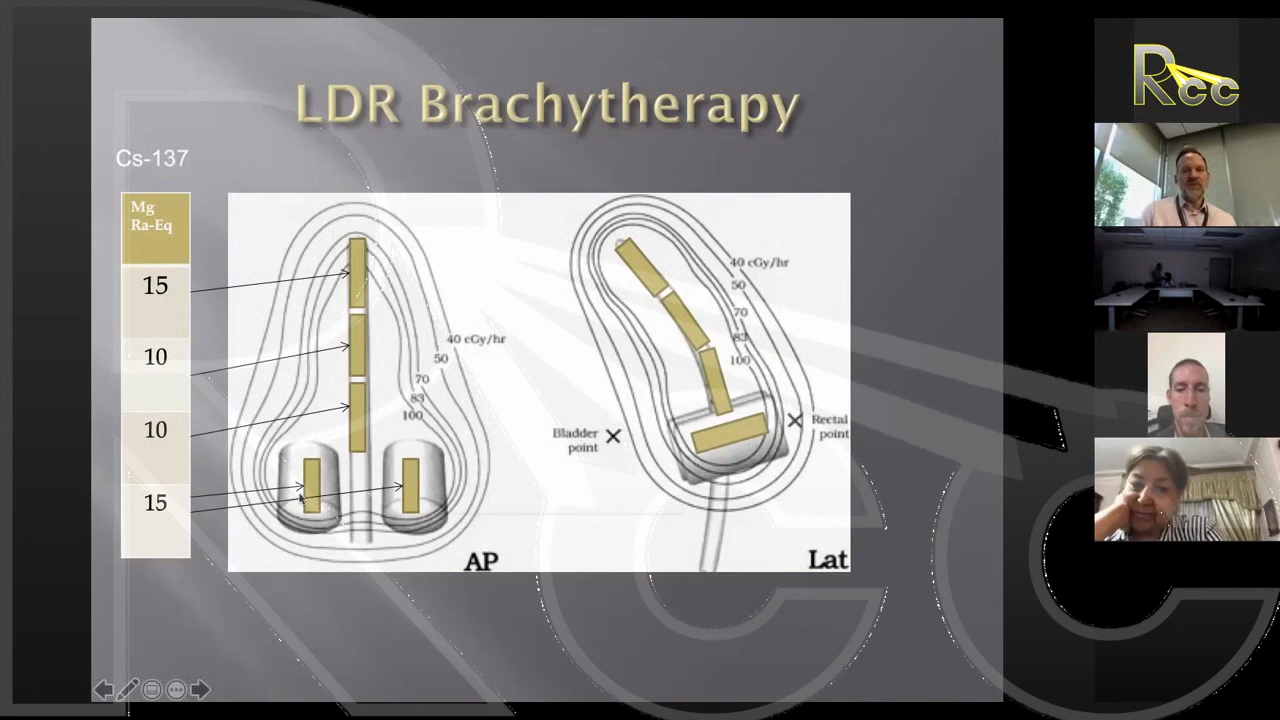 LDR Brachytherapy
Cs-137
Mg
Ra-Eq
15
10
10
15
40 cGy/hr
50
70
83
100
AP
40 cGy/hr
50
70
83
100
Bladder
point
Rectal
point
Lat
Rcc
Rcc